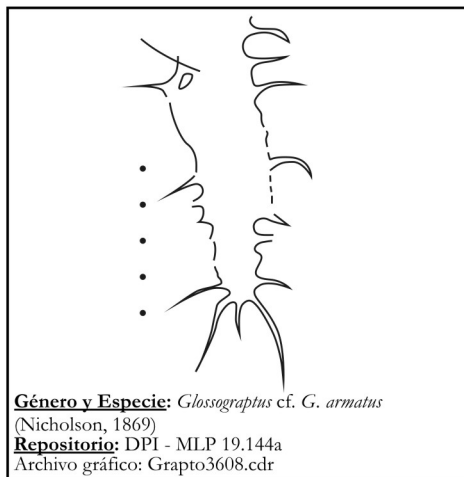 Género y Especie: Glossograptus cf. G. armatus
(Nicholson, 1869)
Repositorio: DPI - MLP 19.144a
Archivo gráfico: Grapto3608.cdr